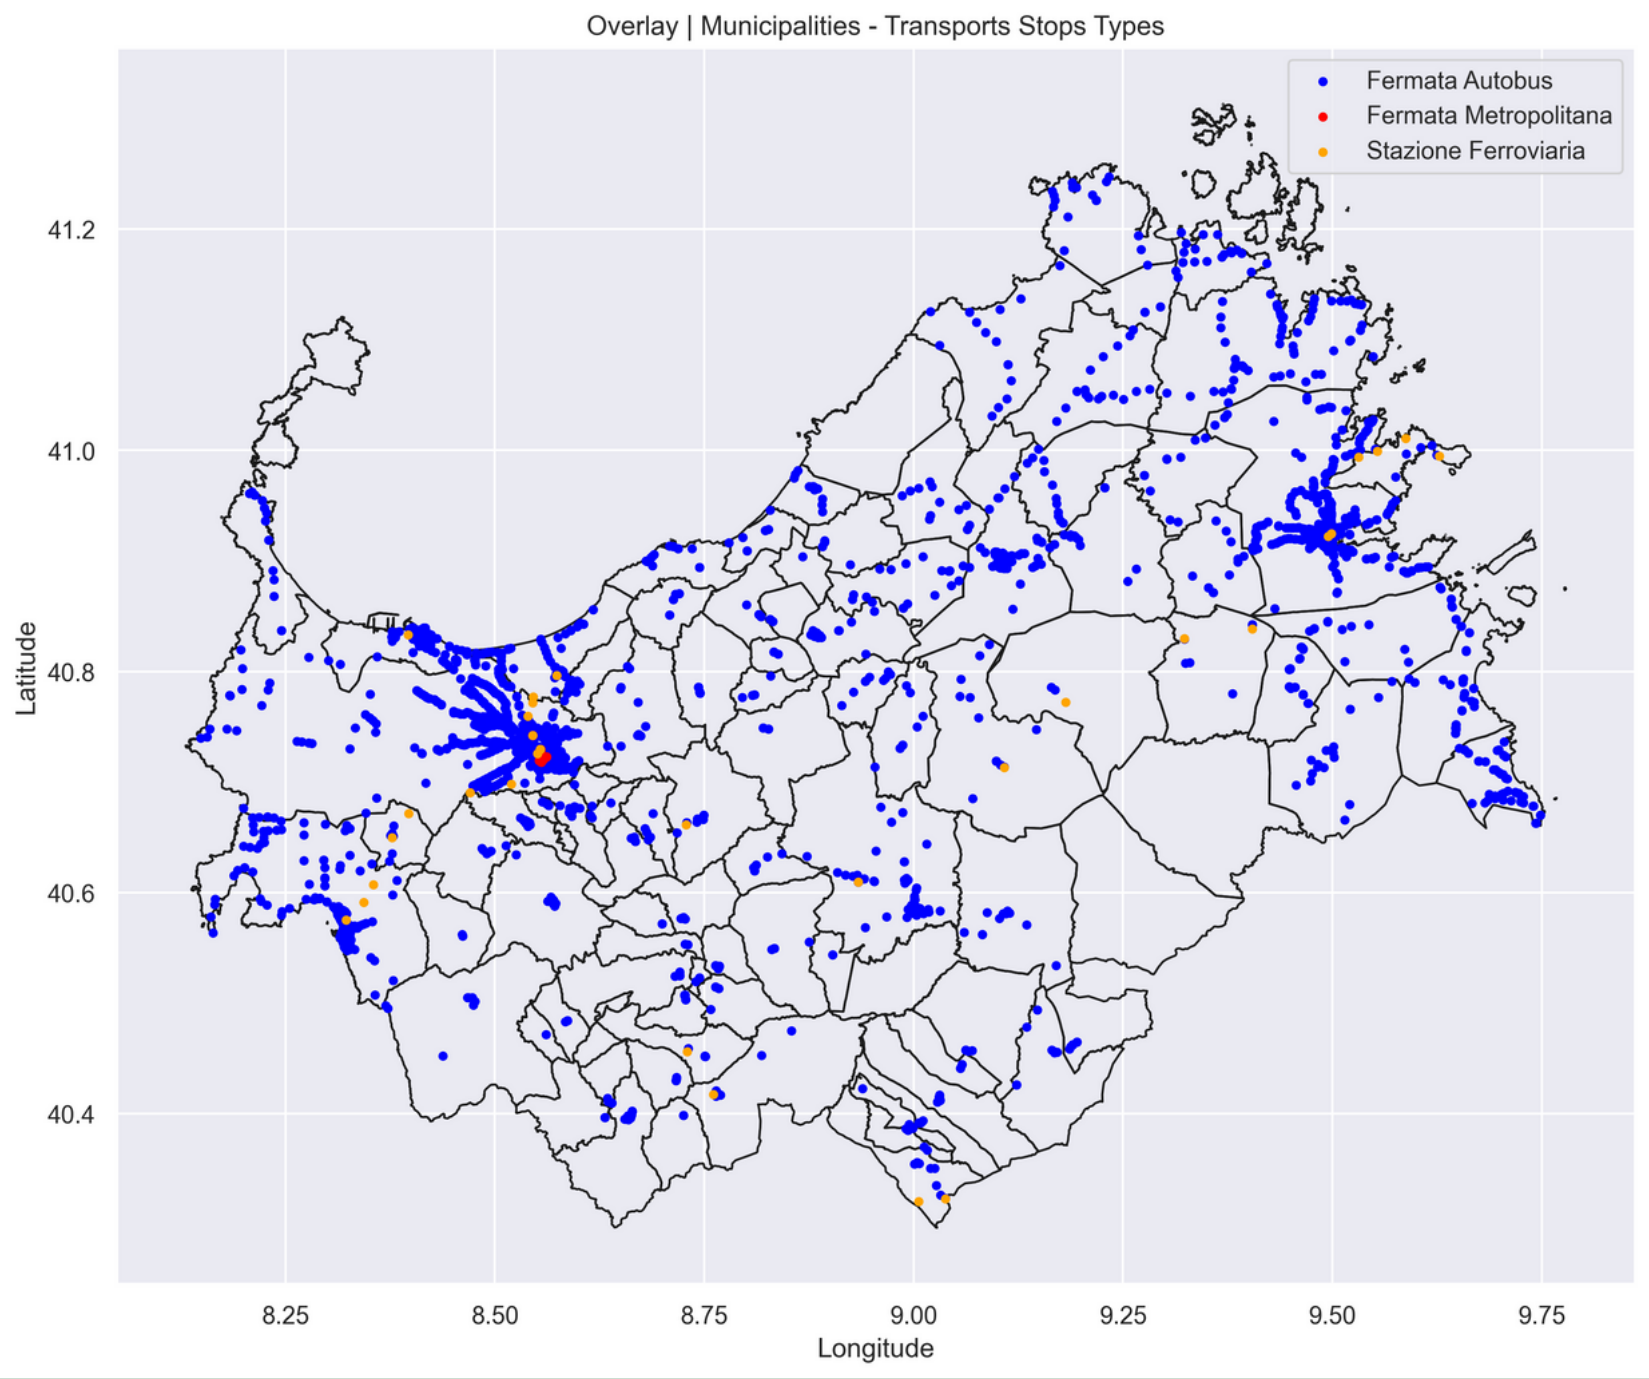 Overlay | Municipalities - Transports Stops Types
Fermata Autobus
Fermata Metropolitana
Stazione Ferroviaria
41.2
41.0
40.8
40.6
40.4
Latitude
8.25 8.50 8.75 9.00 9.25 9.50 9.75
Longitude